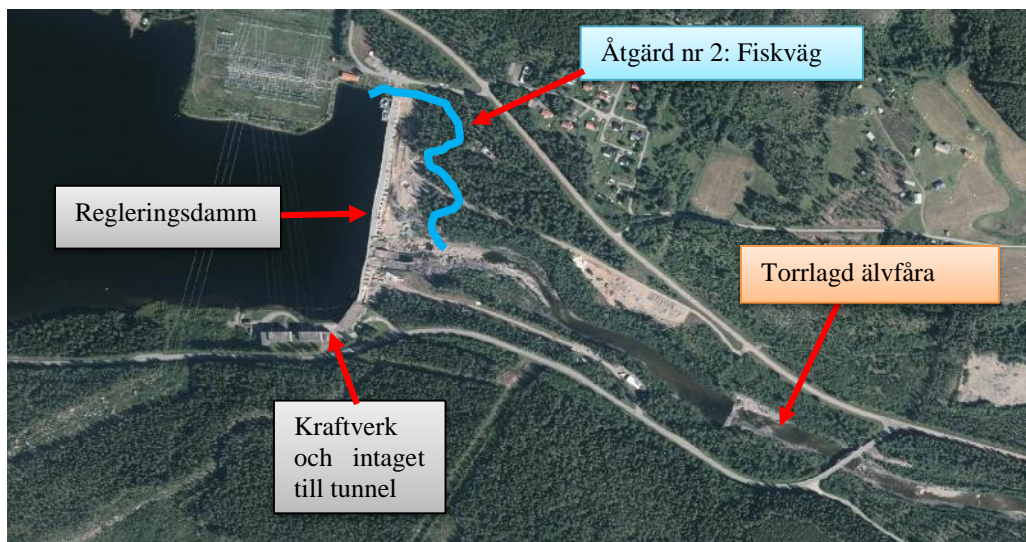 Åtgärd nr 2: Fiskväg
Regleringsdamm
Torrlagd älvfåra
Kraftverk
och intaget
till tunnel